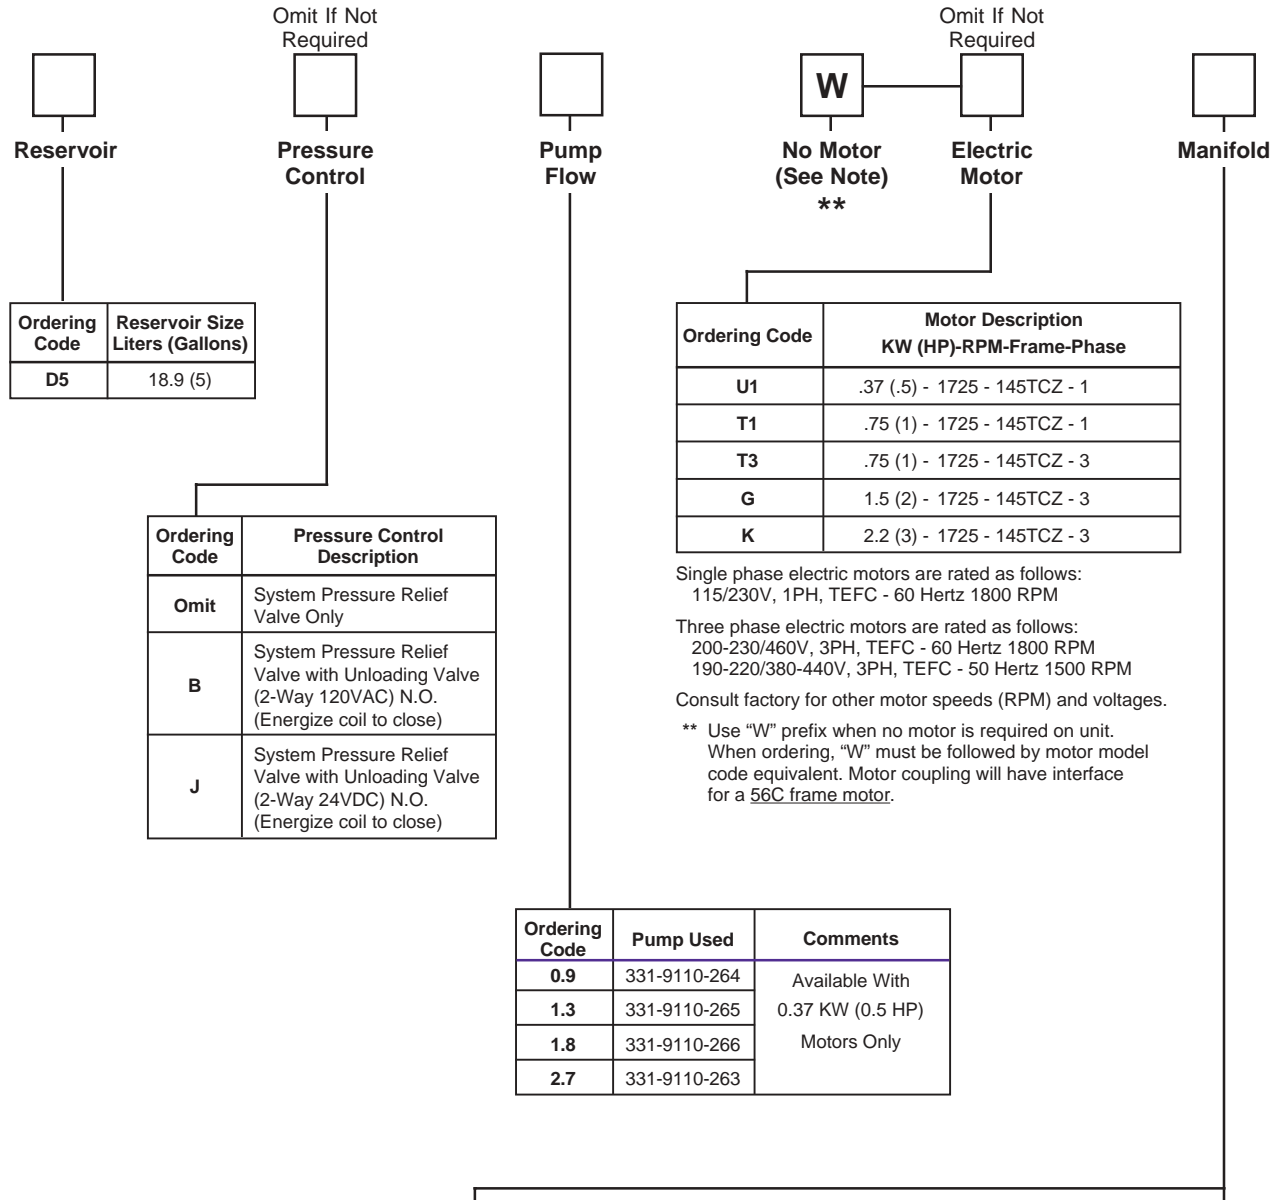 Omit If Not
Required
Omit If Not
Required
W
Reservoir
Pressure
Control
Pump
Flow
No Motor
(See Note)
**
Electric
Motor
Manifold
Ordering
Code
Reservoir Size
Liters (Gallons)
D5
18.9 (5)
Ordering Code
Motor Description
KW (HP)-RPM-Frame-Phase
U1
.37 (.5) - 1725 - 145TCZ - 1
T1
.75 (1) - 1725 - 145TCZ - 1
T3
.75 (1) - 1725 - 145TCZ - 3
G
1.5 (2) - 1725 - 145TCZ - 3
K
2.2 (3) - 1725 - 145TCZ - 3
Single phase electric motors are rated as follows:
115/230V, 1PH, TEFC - 60 Hertz 1800 RPM
Three phase electric motors are rated as follows:
200-230/460V, 3PH, TEFC - 60 Hertz 1800 RPM
190-220/380-440V, 3PH, TEFC - 50 Hertz 1500 RPM
Consult factory for other motor speeds (RPM) and voltages.
** Use “W” prefix when no motor is required on unit.
When ordering, “W” must be followed by motor model
code equivalent. Motor coupling will have interface
for a 56C frame motor.
Ordering
Code
Pressure Control
Description
Omit
System Pressure Relief
Valve Only
B
System Pressure Relief
Valve with Unloading Valve
(2-Way 120VAC) N.O.
(Energize coil to close)
J
System Pressure Relief
Valve with Unloading Valve
(2-Way 24VDC) N.O.
(Energize coil to close)
Ordering
Code
Pump Used
Comments
0.9
331-9110-264
1.3
331-9110-265
1.8
331-9110-266
2.7
331-9110-263
Available With
0.37 KW (0.5 HP)
Motors Only